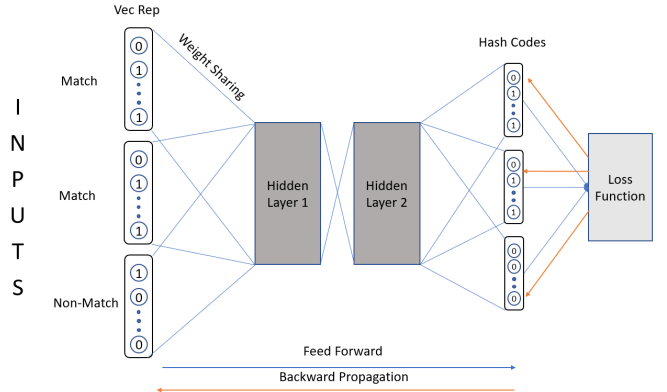 Vec Rep
Hash Codes
Weight Sharing
INPUTS
Match
0
1
1
Match
0
1
1
Non-Match
1
0
0
Hidden
Layer 1
Hidden
Layer 2
0
1
1
0
1
1
0
0
0
Loss
Function
Feed Forward
Backward Propagation